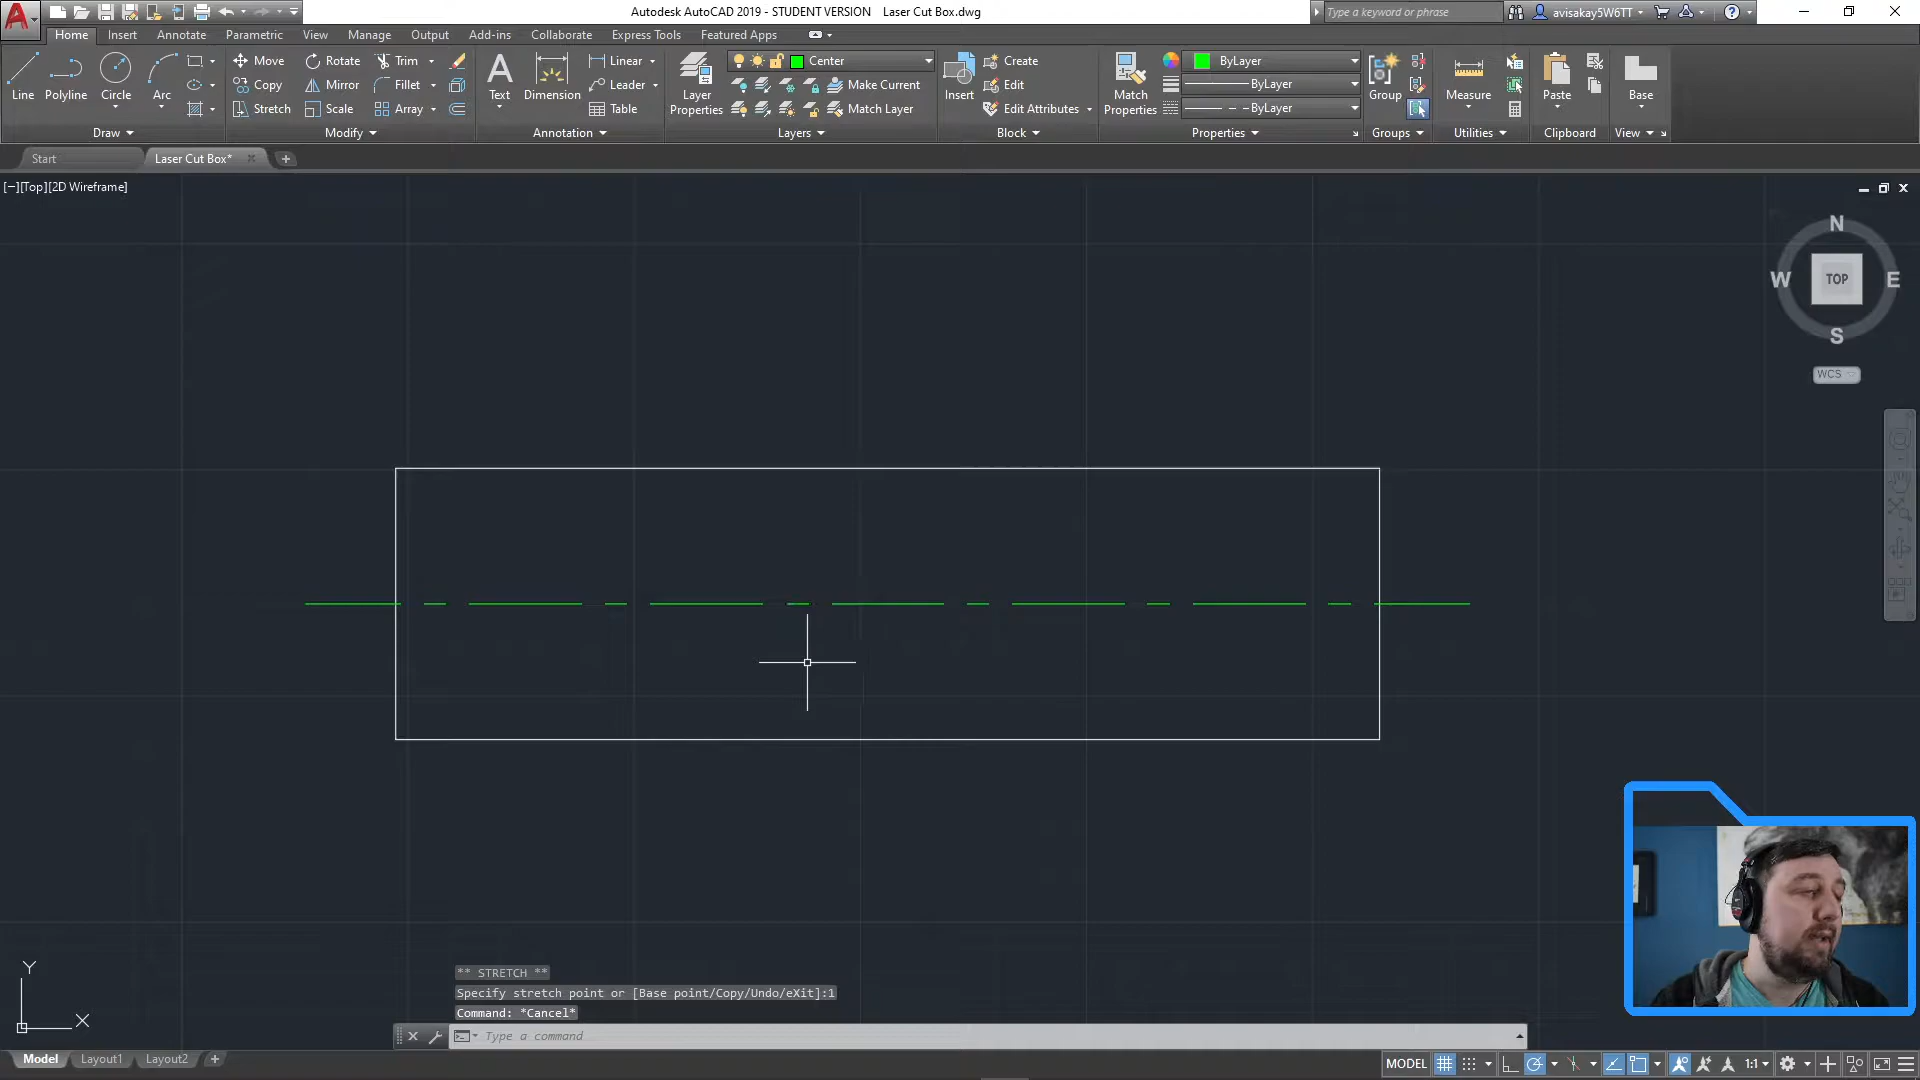 Autodesk AutoCAD 2019 - STUDENT VERSION Laser Cut Box.dwg
Type a keyword or phrase
avisakay5W6TT
Home Insert Annotate Parametric View Manage Output Add-ins Collaborate Express Tools Featured Apps
Line
Polyline
Circle
Arc
Draw
Move Rotate Trim
Copy Mirror Fillet
Stretch Scale Array
Modify
Text
Dimension
Linear
Leader
Table
Annotation
Layer
Properties
Center
Make Current
Match Layer
Layers
Insert
Create
Edit
Edit Attributes
Block
Match
Properties
ByLayer
ByLayer
ByLayer
Properties
Group
Groups
Measure
Utilities
Paste
Clipboard
Base
View
Start
Laser Cut Box*
[−][Top][2D Wireframe]
N
W TOP E
S
WCS
Y
X
** STRETCH **
Specify stretch point or [Base point/Copy/Undo/eXit]:1
Command: *Cancel*
Type a command
Model Layout1 Layout2
MODEL
1:1